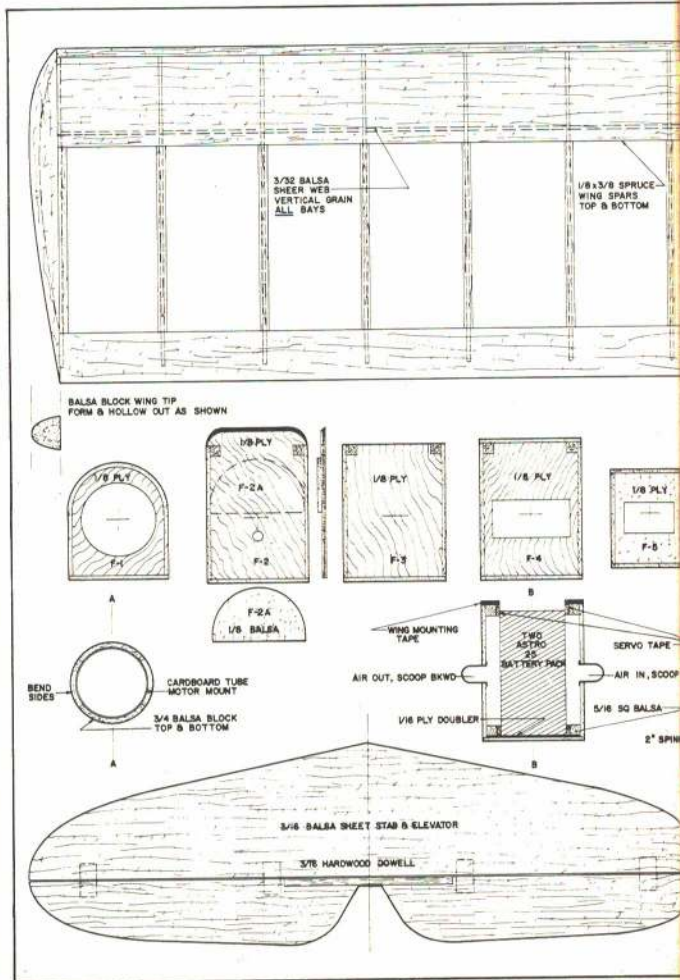 3/32 BALSA
SHEER WEB
VERTICAL GRAIN
ALL BAYS
1/8 x 3/8 SPRUCE
WING SPARS
TOP & BOTTOM
BALSA BLOCK WING TIP
FORM & HOLLOW OUT AS SHOWN
1/8 PLY
F-1
1/8 PLY
F-2A
F-2
1/8 PLY
F-3
1/8 PLY
F-4
1/8 PLY
F-5
A
F-2A
1/8 BALSA
B
WING MOUNTING
TAPE
TWO
ASTRO
25
BATTERY PACK
SERVO TAPE
AIR OUT, SCOOP BKWD
AIR IN, SCOOP
BEND
SIDES
CARDBOARD TUBE
MOTOR MOUNT
3/4 BALSA BLOCK
TOP & BOTTOM
A
1/16 PLY DOUBLER
5/16 SQ BALSA
B
2" SPIN
3/16 BALSA SHEET STAB & ELEVATOR
3/16 HARDWOOD DOWELL